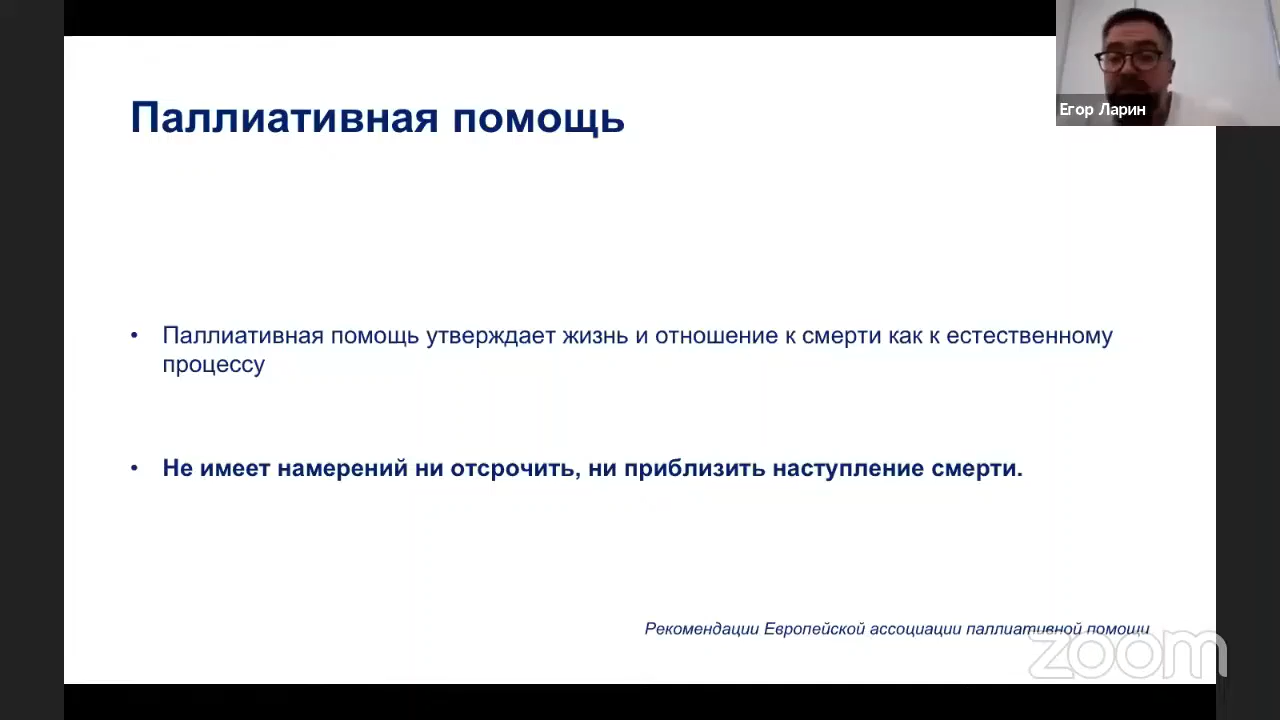 Паллиативная помощь
Егор Ларин
• Паллиативная помощь утверждает жизнь и отношение к смерти как к естественному
процессу
• Не имеет намерений ни отсрочить, ни приблизить наступление смерти.
Рекомендации Европейской ассоциации паллиативной помощи
zoom